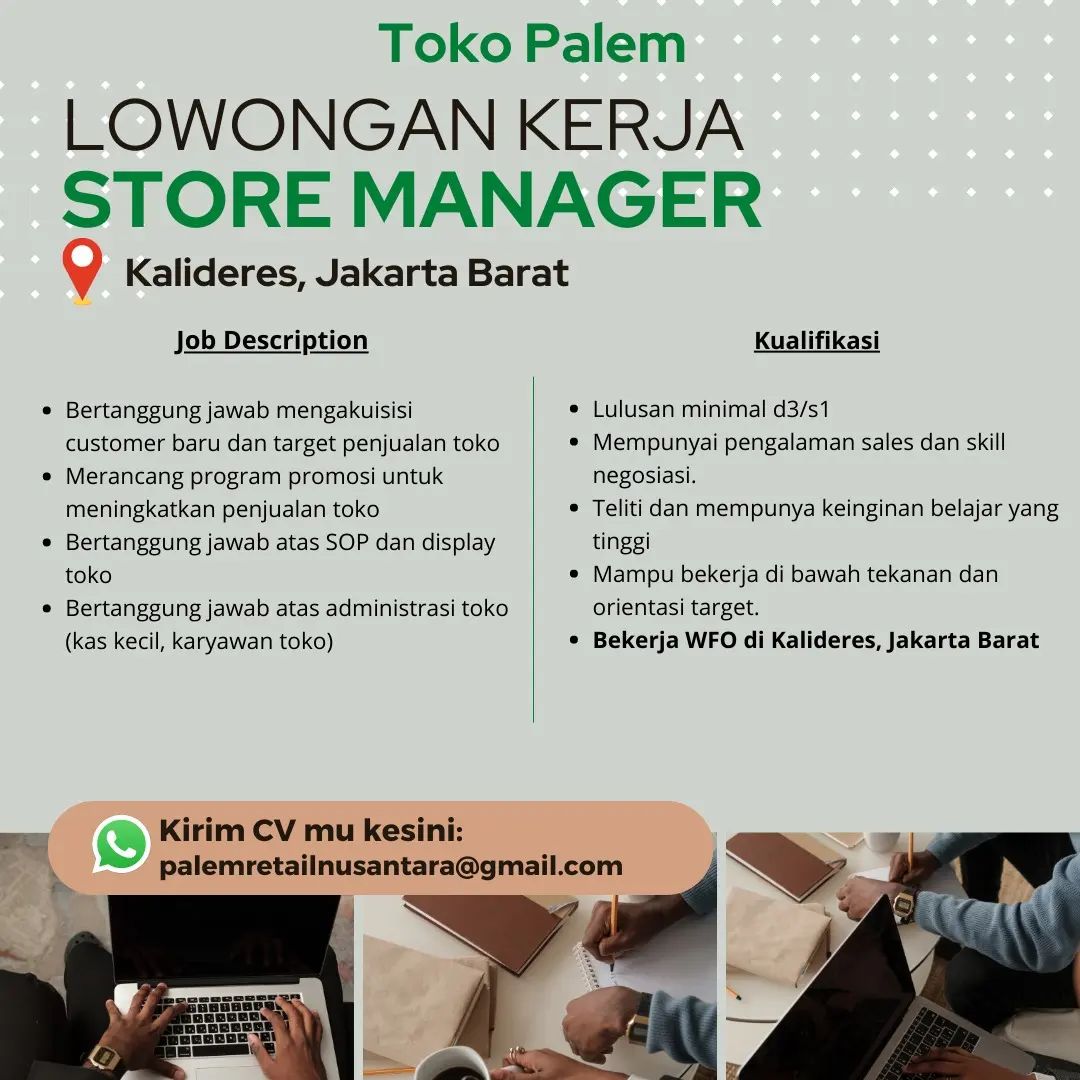 Toko Palem
LOWONGAN KERJA
STORE MANAGER
Kalideres, Jakarta Barat
Job Description
• Bertanggung jawab mengakuisisi
customer baru dan target penjualan toko
• Merancang program promosi untuk
meningkatkan penjualan toko
• Bertanggung jawab atas SOP dan display
toko
• Bertanggung jawab atas administrasi toko
(kas kecil, karyawan toko)
Kualifikasi
• Lulusan minimal d3/s1
• Mempunyai pengalaman sales dan skill
negosiasi.
• Teliti dan mempunya keinginan belajar yang
tinggi
• Mampu bekerja di bawah tekanan dan
orientasi target.
• Bekerja WFO di Kalideres, Jakarta Barat
Kirim CV mu kesini:
palemretailnusantara@gmail.com